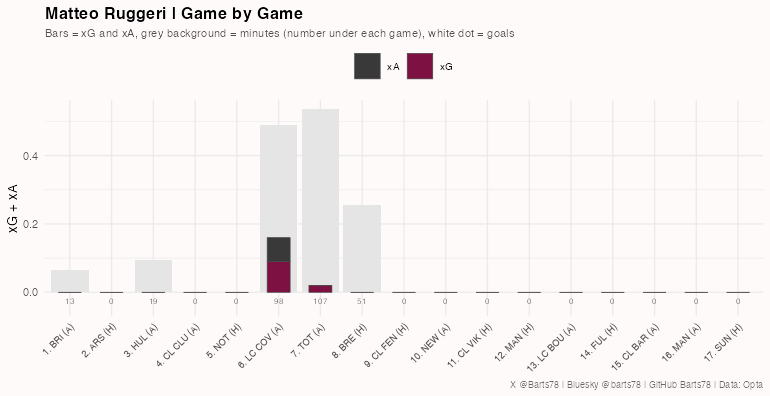 Matteo Ruggeri | Game by Game
Bars = xG and xA, grey background = minutes (number under each game), white dot = goals
xA xG
xG + xA
0.4
0.2
0.0
13 0 19 0 0 98 107 51 0 0 0 0 0 0 0 0 0
1. BRI (A)
2. ARS (H)
3. HUL (A)
4. CL CLU (A)
5. NOT (H)
6. LC COV (A)
7. TOT (A)
8. BRE (H)
9. CL FEN (H)
10. NEW (A)
11. CL VIK (H)
12. MAN (H)
13. LC BOU (A)
14. FUL (H)
15. CL BAR (A)
16. MAN (A)
17. SUN (H)
X @Barts78 | Bluesky @barts78 | GitHub Barts78 | Data: Opta